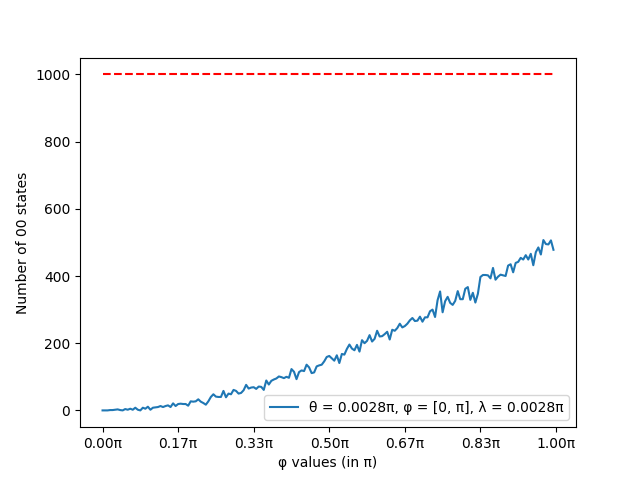 1000
800
600
400
200
0
Number of 00 states
θ = 0.0028π, φ = [0, π], λ = 0.0028π
0.00π 0.17π 0.33π 0.50π 0.67π 0.83π 1.00π
φ values (in π)